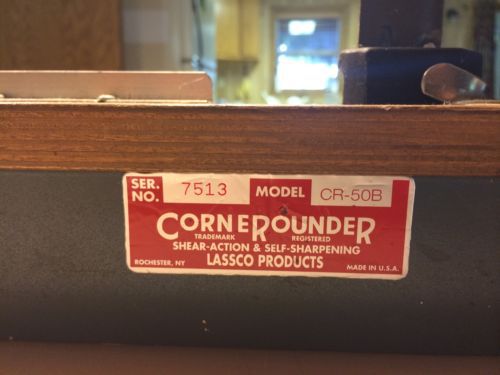 SER. NO. 7513 MODEL CR-50B
CORNEROUNDER
TRADEMARK REGISTERED
SHEAR-ACTION & SELF-SHARPENING
LASSCO PRODUCTS
ROCHESTER, NY MADE IN U.S.A.